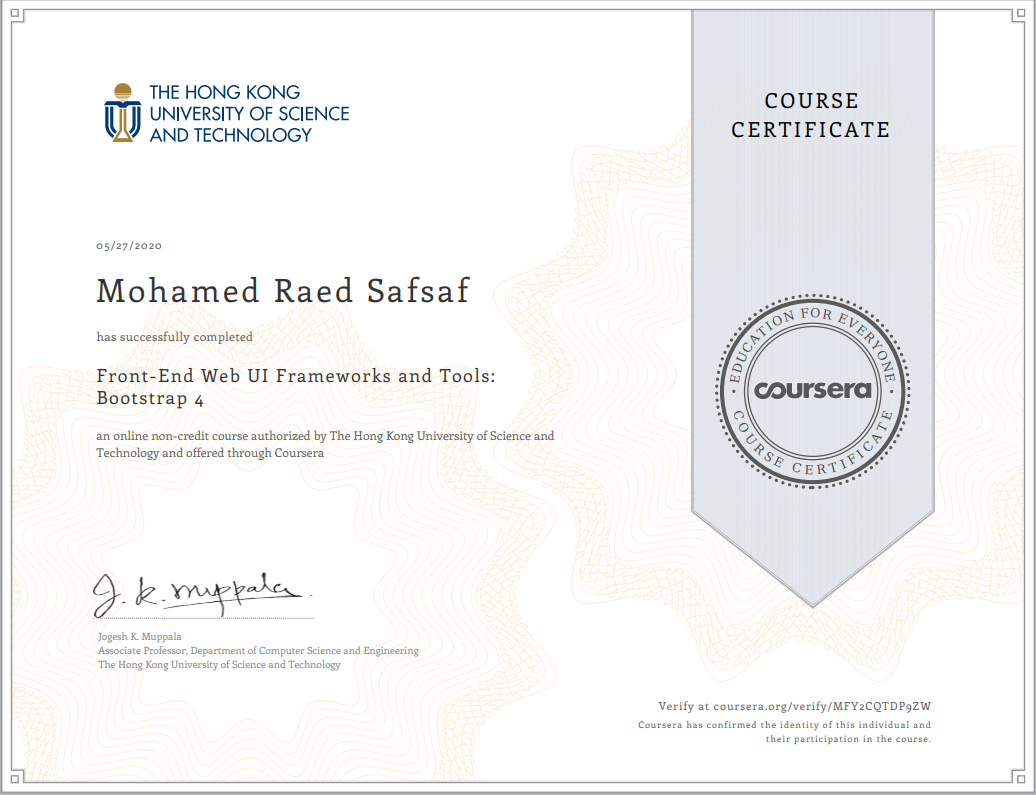 THE HONG KONG
UNIVERSITY OF SCIENCE
AND TECHNOLOGY
COURSE
CERTIFICATE
05/27/2020
Mohamed Raed Safsaf
has successfully completed
Front-End Web UI Frameworks and Tools:
Bootstrap 4
an online non-credit course authorized by The Hong Kong University of Science and
Technology and offered through Coursera
EDUCATION FOR EVERYONE
coursera
COURSE CERTIFICATE
J. K. Muppala
Jogesh K. Muppala
Associate Professor, Department of Computer Science and Engineering
The Hong Kong University of Science and Technology
Verify at coursera.org/verify/MFY2CQTDP9ZW
Coursera has confirmed the identity of this individual and
their participation in the course.